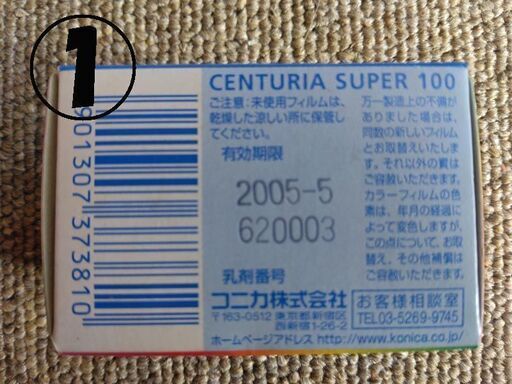 ①
4901307373810
CENTURIA SUPER 100
ご注意:未使用フィルムは、
乾燥した涼しい所に保管し
てください。
有効期限
2005-5
620003
乳剤番号
万一製造上の不備が
ありました場合は、
同数の新しいフィルム
とお取替えいたしま
す。それ以外の責は
ご容赦いただきます。
カラーフィルムの色
素は、年月の経過に
よって変色しますが、
この点について、お取
替え、その他補償は
ご容赦いただきます。
コニカ株式会社
〒163-0512 東京都新宿区
西新宿1-26-2
お客様相談室
TEL03-5269-9745
ホームページアドレス http://www.konica.co.jp/